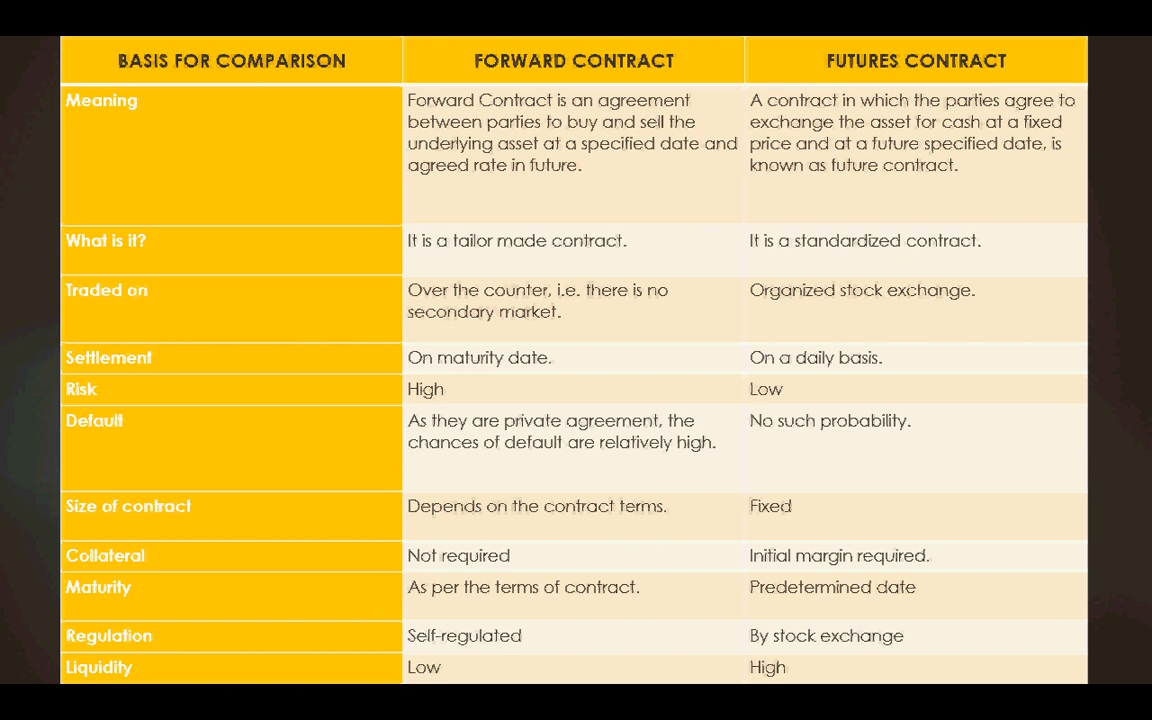 BASIS FOR COMPARISON FORWARD CONTRACT FUTURES CONTRACT
Meaning
Forward Contract is an agreement
between parties to buy and sell the
underlying asset at a specified date and
agreed rate in future.
A contract in which the parties agree to
exchange the asset for cash at a fixed
price and at a future specified date, is
known as future contract.
What is it?
It is a tailor made contract.
It is a standardized contract.
Traded on
Over the counter, i.e. there is no
secondary market.
Organized stock exchange.
Settlement
On maturity date.
On a daily basis.
Risk
High
Low
Default
As they are private agreement, the
chances of default are relatively high.
No such probability.
Size of contract
Depends on the contract terms.
Fixed
Collateral
Not required
Initial margin required.
Maturity
As per the terms of contract.
Predetermined date
Regulation
Self-regulated
By stock exchange
Liquidity
Low
High